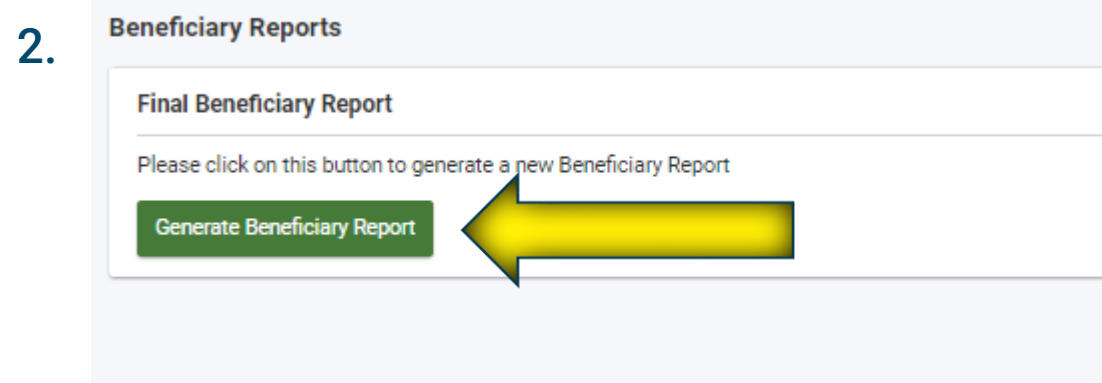 2.
Beneficiary Reports
Final Beneficiary Report
Please click on this button to generate a new Beneficiary Report
Generate Beneficiary Report